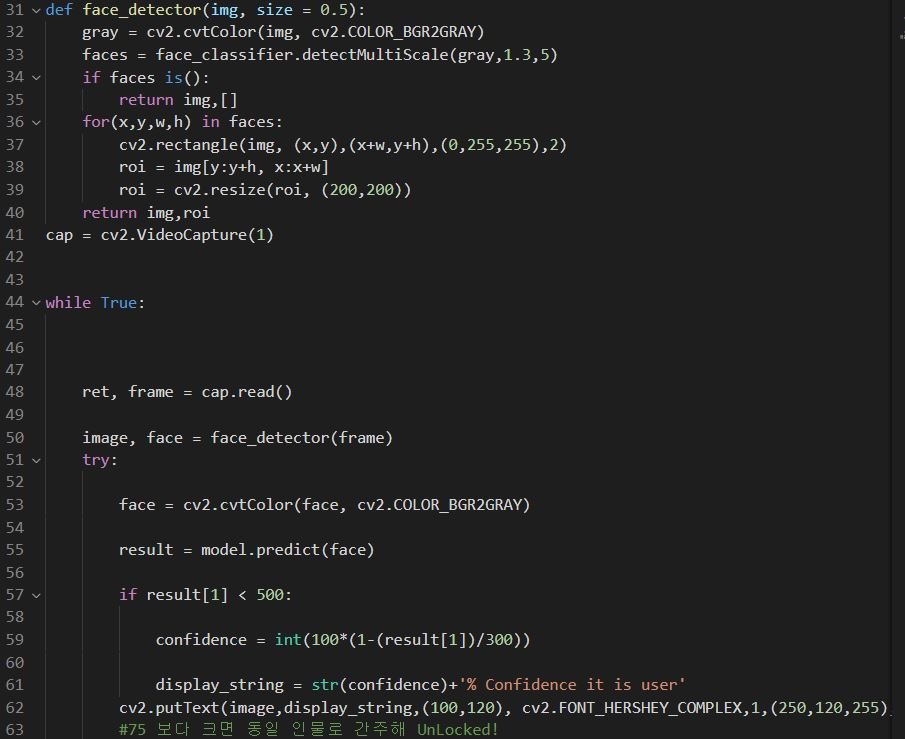 31 def face_detector(img, size = 0.5):
32 gray = cv2.cvtColor(img, cv2.COLOR_BGR2GRAY)
33 faces = face_classifier.detectMultiScale(gray,1.3,5)
34 if faces is():
35 return img,[]
36 for(x,y,w,h) in faces:
37 cv2.rectangle(img, (x,y),(x+w,y+h),(0,255,255),2)
38 roi = img[y:y+h, x:x+w]
39 roi = cv2.resize(roi, (200,200))
40 return img,roi
41 cap = cv2.VideoCapture(1)
42
43
44 while True:
45
46
47
48 ret, frame = cap.read()
49
50 image, face = face_detector(frame)
51 try:
52
53 face = cv2.cvtColor(face, cv2.COLOR_BGR2GRAY)
54
55 result = model.predict(face)
56
57 if result[1] < 500:
58
59 confidence = int(100*(1-(result[1])/300))
60
61 display_string = str(confidence)+'% Confidence it is user'
62 cv2.putText(image,display_string,(100,120), cv2.FONT_HERSHEY_COMPLEX,1,(250,120,255)
63 #75 보다 크면 동일 인물로 간주해 UnLocked!